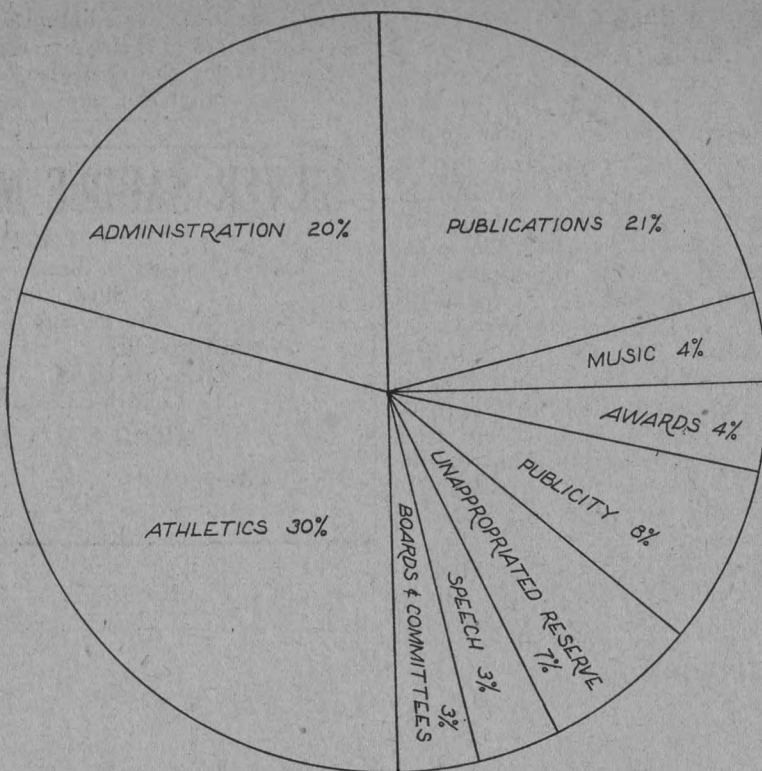 ADMINISTRATION 20%
PUBLICATIONS 21%
MUSIC 4%
AWARDS 4%
PUBLICITY 8%
UNAPPROPRIATED RESERVE
7%
SPEECH 3%
BOARDS & COMMITTEES
3%
ATHLETICS 30%